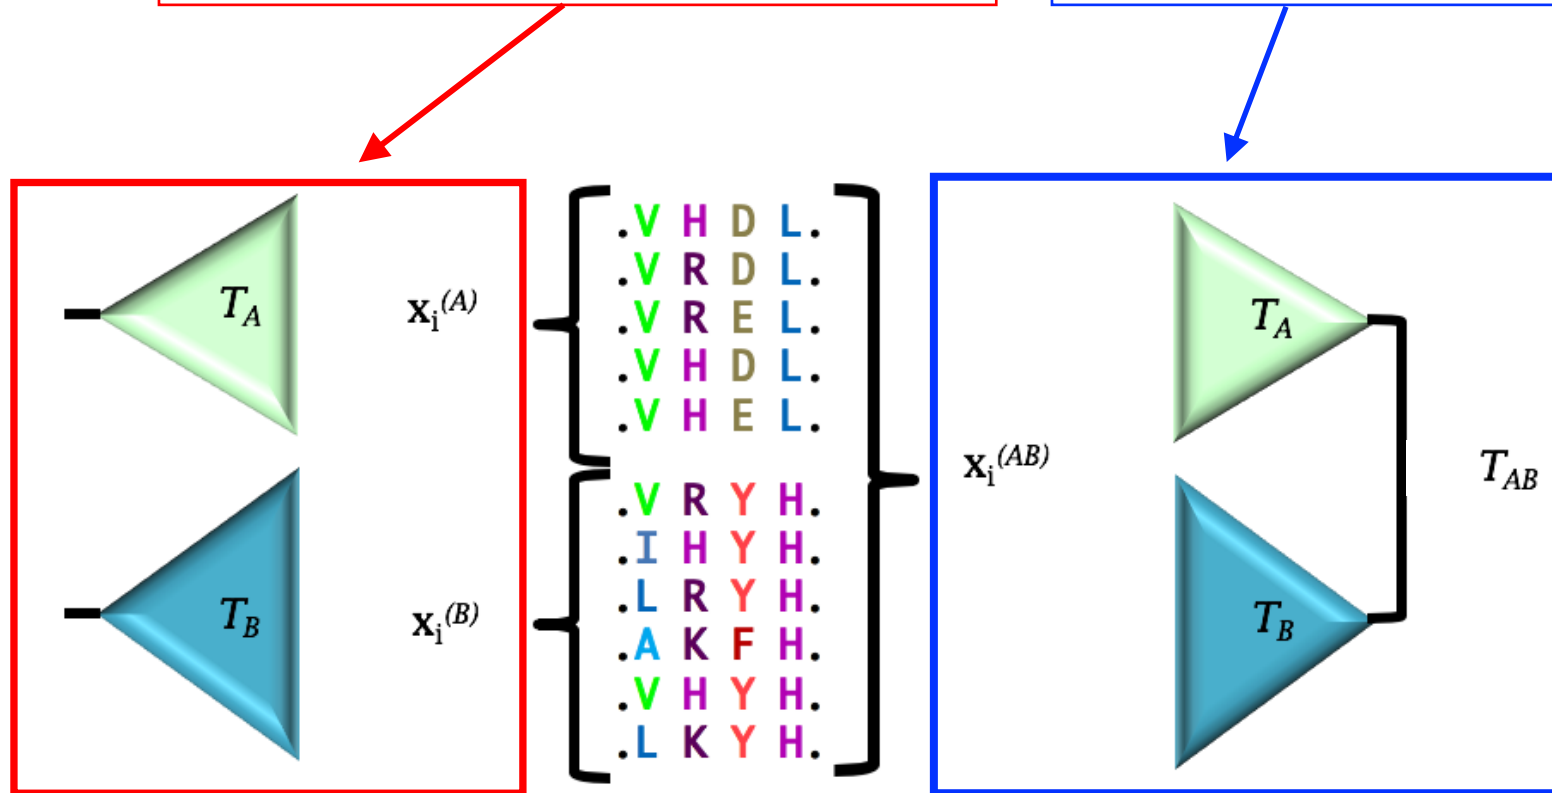 T_A
x_i^(A)
T_B
x_i^(B)
.V H D L.
.V R D L.
.V R E L.
.V H D L.
.V H E L.
.V R Y H.
.I H Y H.
.L R Y H.
.A K F H.
.V H Y H.
.L K Y H.
x_i^(AB)
T_A
T_B
T_AB